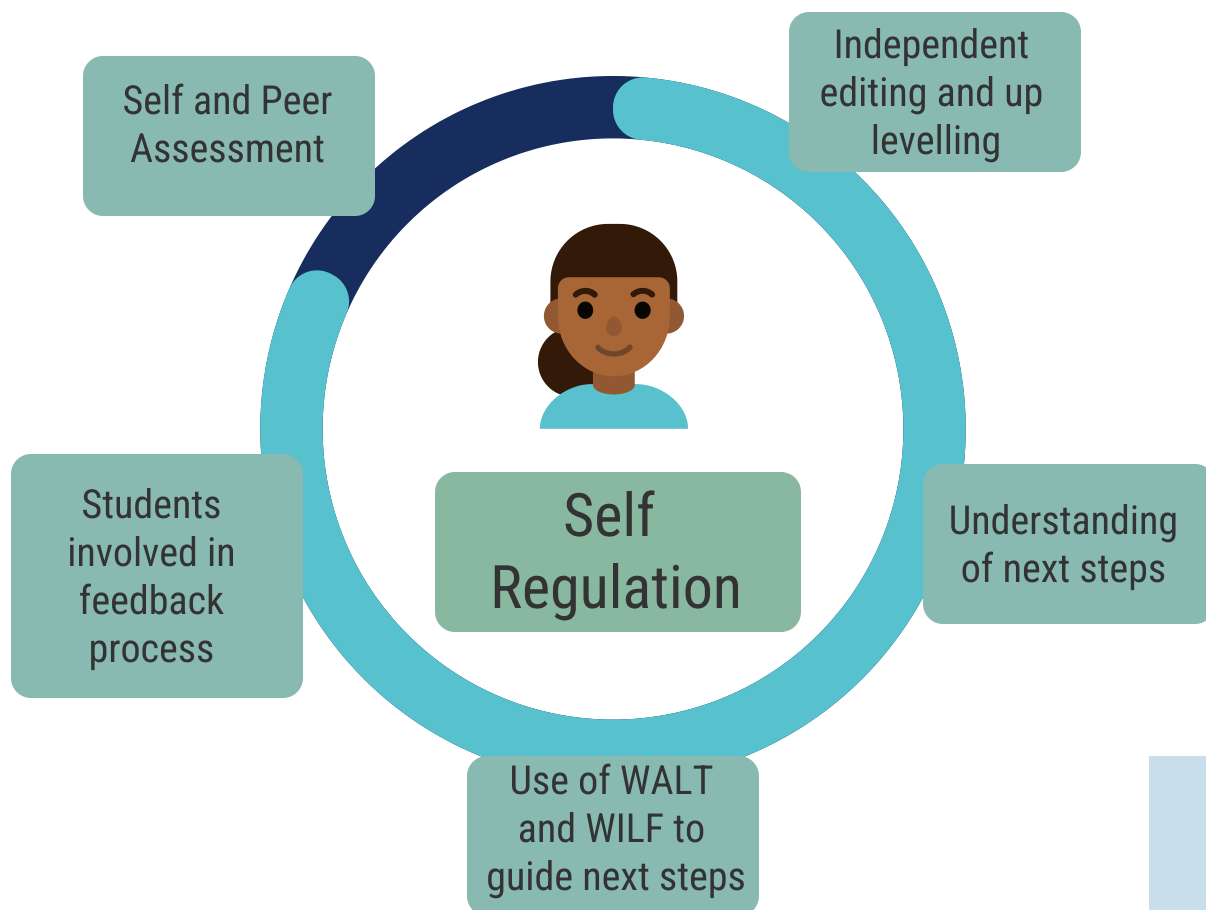 Independent
editing and up
levelling
Self and Peer
Assessment
Self
Regulation
Students
involved in
feedback
process
Understanding
of next steps
Use of WALT
and WILF to
guide next steps